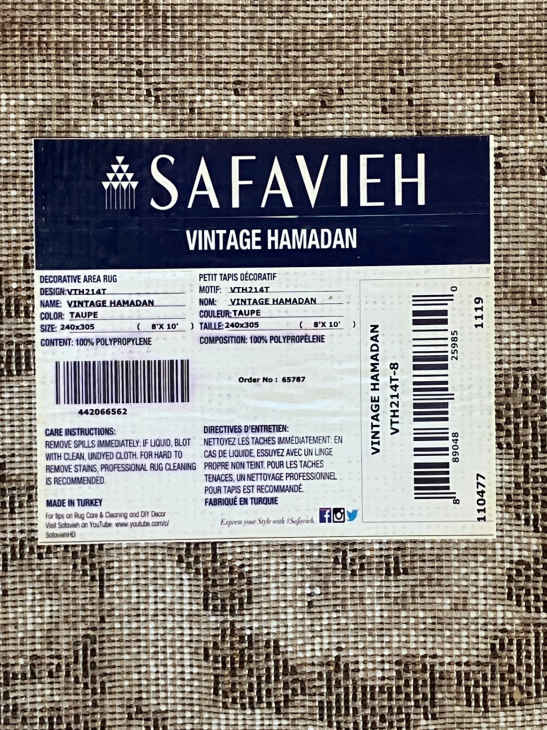 SAFAVIEH
VINTAGE HAMADAN
DECORATIVE AREA RUG
DESIGN: VTH214T
NAME: VINTAGE HAMADAN
COLOR: TAUPE
SIZE: 240x305 ( 8'X 10' )
CONTENT: 100% POLYPROPYLENE
PETIT TAPIS DÉCORATIF
MOTIF: VTH214T
NOM: VINTAGE HAMADAN
COULEUR: TAUPE
TAILLE: 240x305 ( 8'X 10' )
COMPOSITION: 100% POLYPROPÉLENE
442066562
Order No : 65787
CARE INSTRUCTIONS:
REMOVE SPILLS IMMEDIATELY: IF LIQUID, BLOT
WITH CLEAN, UNDYED CLOTH. FOR HARD TO
REMOVE STAINS, PROFESSIONAL RUG CLEANING
IS RECOMMENDED.
MADE IN TURKEY
For tips on Rug Care & Cleaning and DIY Decor
Visit Safavieh on YouTube: www.youtube.com/c/
SafaviehHD
DIRECTIVES D'ENTRETIEN:
NETTOYEZ LES TACHES IMMÉDIATEMENT: EN
CAS DE LIQUIDE, ESSUYEZ AVEC UN LINGE
PROPRE NON TEINT. POUR LES TACHES
TENACES, UN NETTOYAGE PROFESSIONNEL
POUR TAPIS EST RECOMMANDÉ.
FABRIQUÉ EN TURQUIE
Express your Style with #Safavieh
VINTAGE HAMADAN
VTH214T-8
8 89048 25985 0
110477 1119